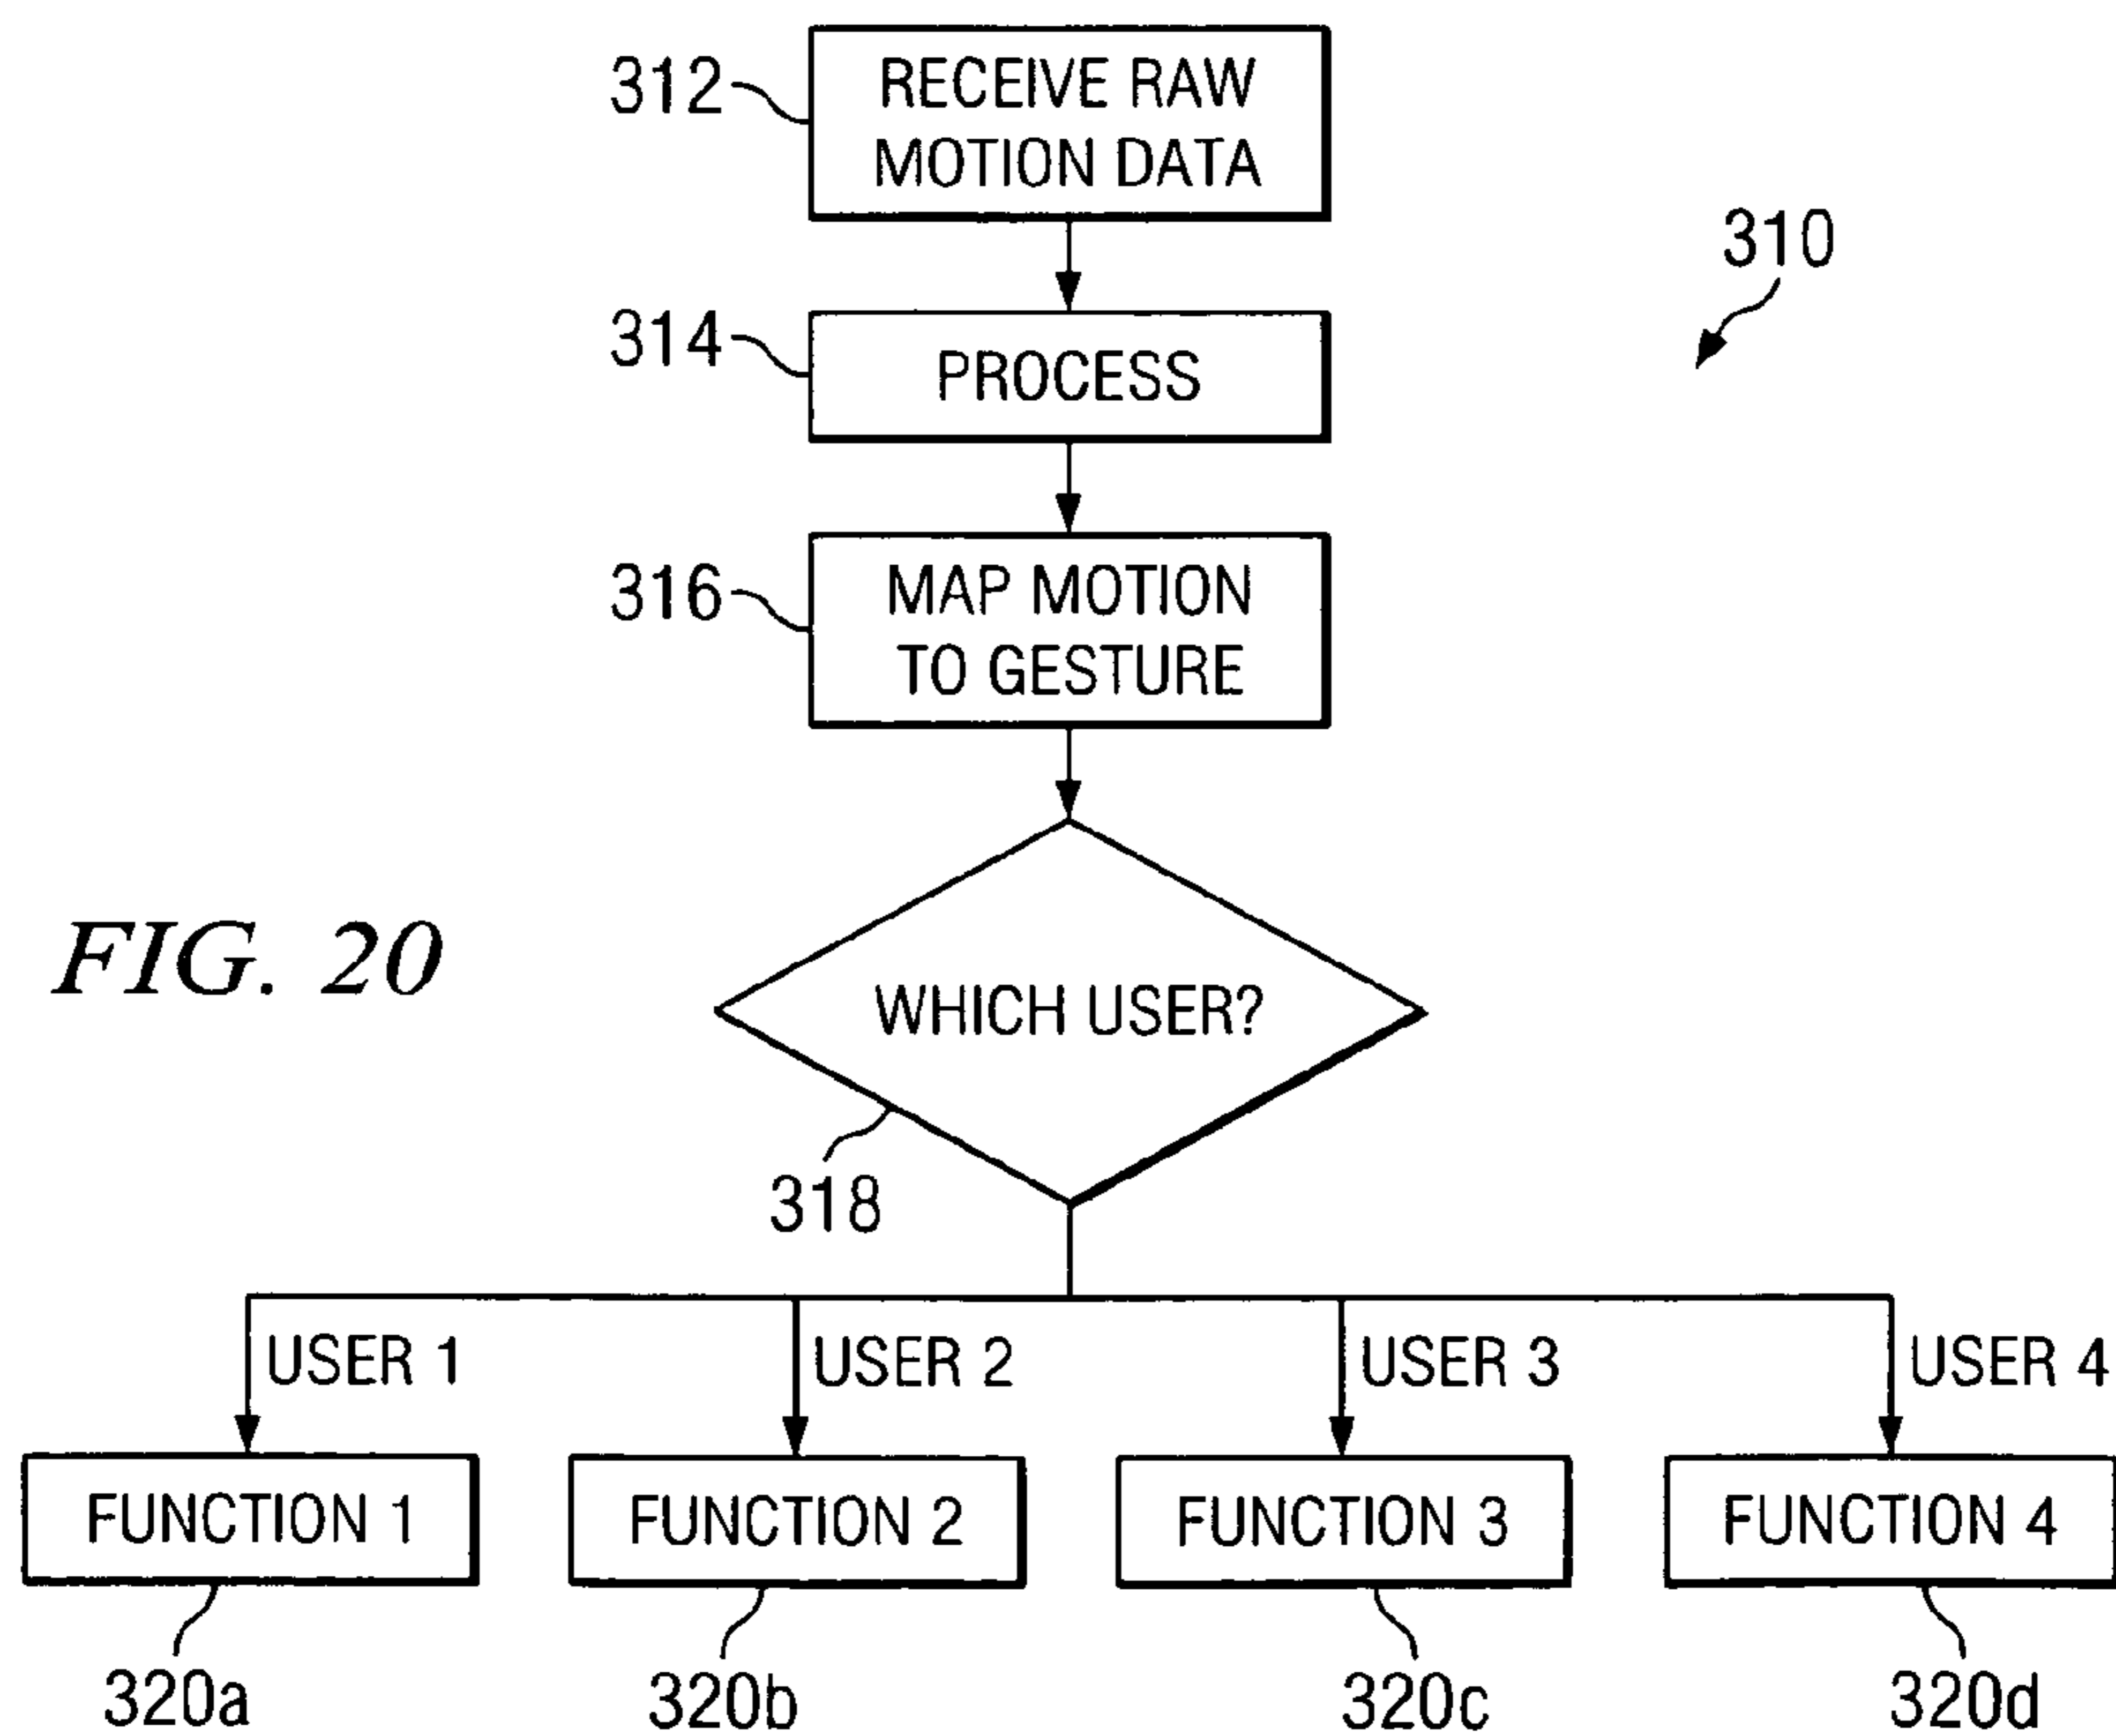 312
RECEIVE RAW
MOTION DATA
310
314
PROCESS
316
MAP MOTION
TO GESTURE
FIG. 20
WHICH USER?
318
USER 1
USER 2
USER 3
USER 4
FUNCTION 1
FUNCTION 2
FUNCTION 3
FUNCTION 4
320a
320b
320c
320d